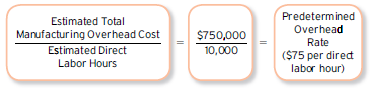 Estimated Total
Manufacturing Overhead Cost
Estimated Direct
Labor Hours
=
$750,000
10,000
=
Predetermined
Overhead
Rate
($75 per direct
labor hour)